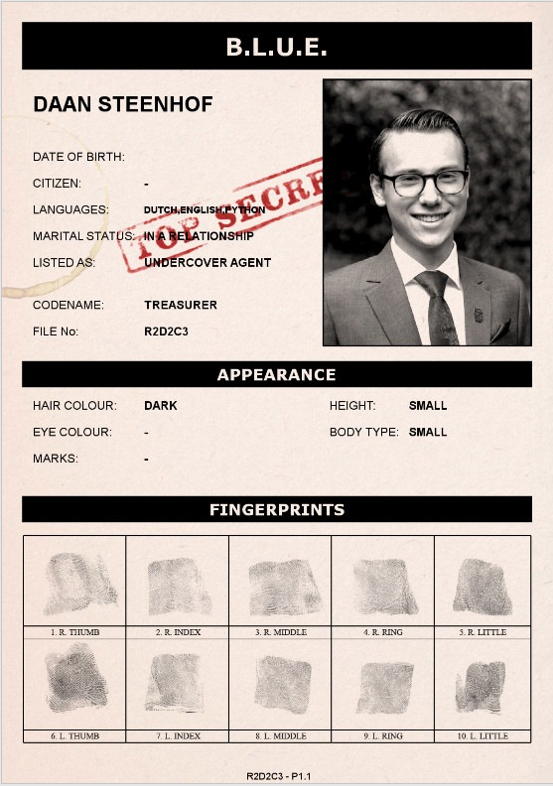 B.L.U.E.
DAAN STEENHOF
DATE OF BIRTH:
CITIZEN: -
LANGUAGES: DUTCH,ENGLISH,PYTHON
MARITAL STATUS: IN A RELATIONSHIP
LISTED AS: UNDERCOVER AGENT
TOP SECRE
CODENAME: TREASURER
FILE No: R2D2C3
APPEARANCE
HAIR COLOUR: DARK HEIGHT: SMALL
EYE COLOUR: - BODY TYPE: SMALL
MARKS: -
FINGERPRINTS
1. R. THUMB 2. R. INDEX 3. R. MIDDLE 4. R. RING 5. R. LITTLE
6. L. THUMB 7. L. INDEX 8. L. MIDDLE 9. L. RING 10. L. LITTLE
R2D2C3 - P1.1